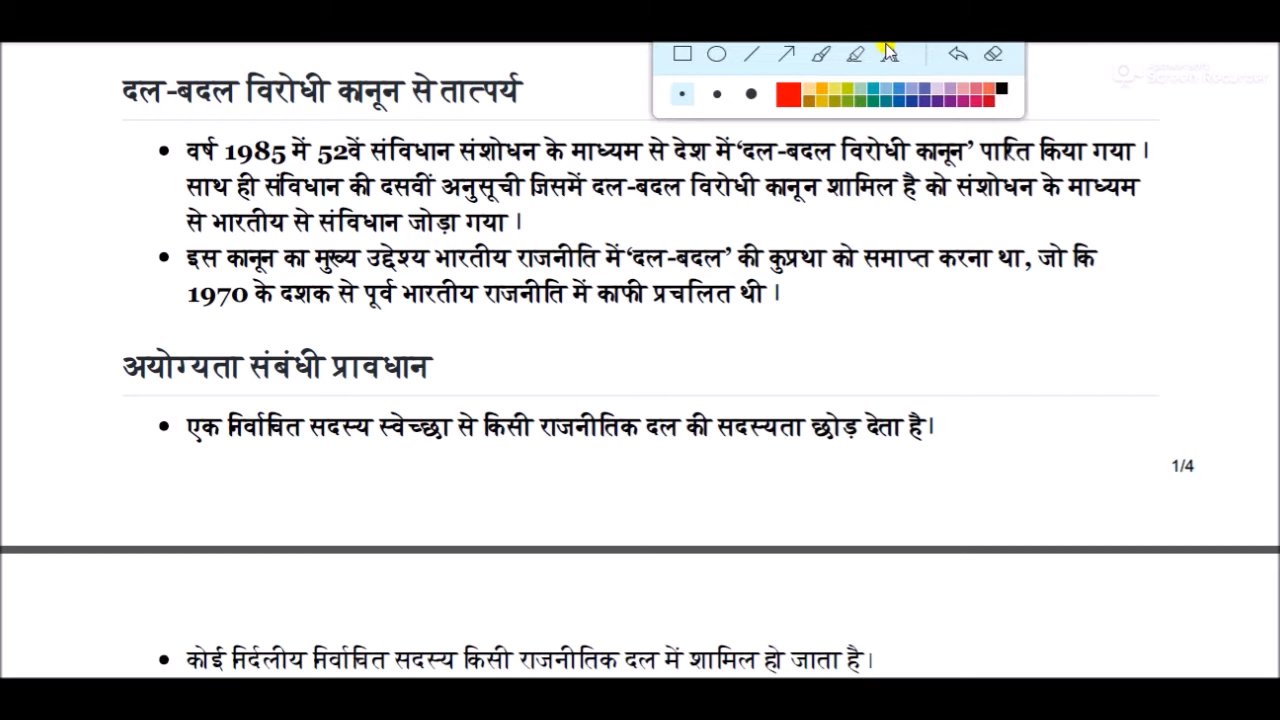 दल-बदल विरोधी कानून से तात्पर्य
वर्ष 1985 में 52वें संविधान संशोधन के माध्यम से देश में ‘दल-बदल विरोधी कानून’ पारित किया गया।
साथ ही संविधान की दसवीं अनुसूची जिसमें दल-बदल विरोधी कानून शामिल है को संशोधन के माध्यम
से भारतीय से संविधान जोड़ा गया।
इस कानून का मुख्य उद्देश्य भारतीय राजनीति में ‘दल-बदल’ की कुप्रथा को समाप्त करना था, जो कि
1970 के दशक से पूर्व भारतीय राजनीति में काफी प्रचलित थी।
अयोग्यता संबंधी प्रावधान
एक निर्वाचित सदस्य स्वेच्छा से किसी राजनीतिक दल की सदस्यता छोड़ देता है।
1/4
कोई निर्दलीय निर्वाचित सदस्य किसी राजनीतिक दल में शामिल हो जाता है।